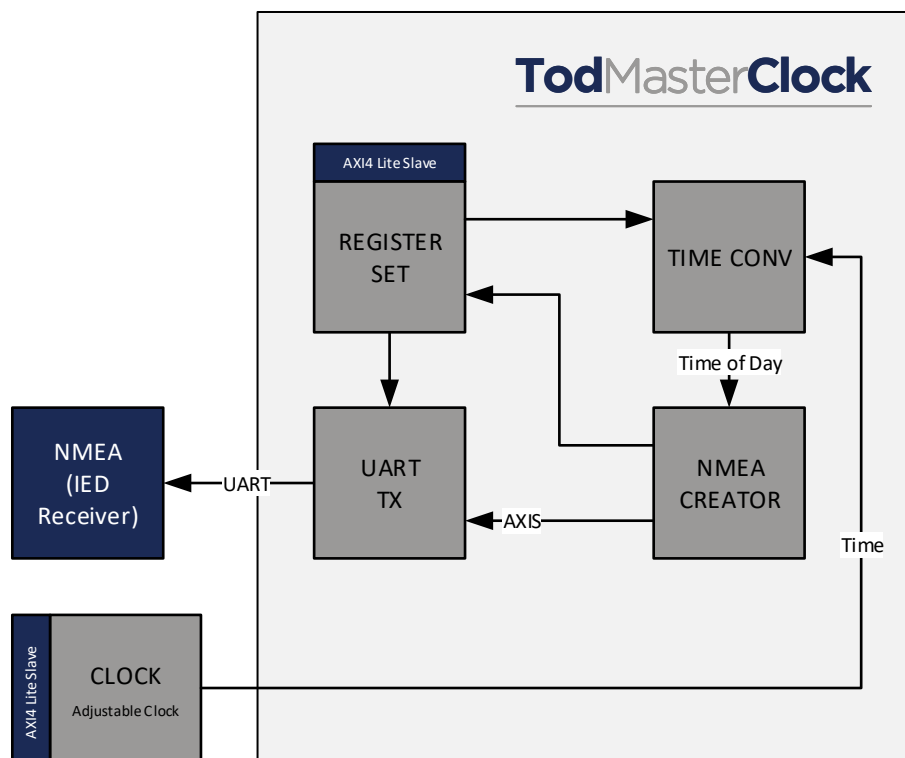 TodMasterClock
AXI4 Lite Slave
REGISTER
SET
TIME CONV
Time of Day
NMEA
(IED
Receiver)
UART
UART
TX
AXIS
NMEA
CREATOR
Time
AXI4 Lite Slave
CLOCK
Adjustable Clock